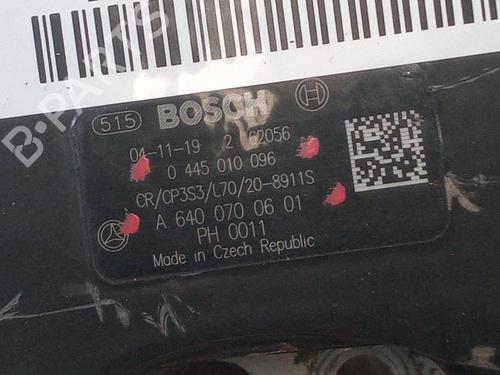 515 BOSCH
04-11-19 2 62056
0 445 010 096
CR/CP3S3/L70/20-8911S
A 640 070 06 01
PH 0011
Made in Czech Republic
B-PARTS